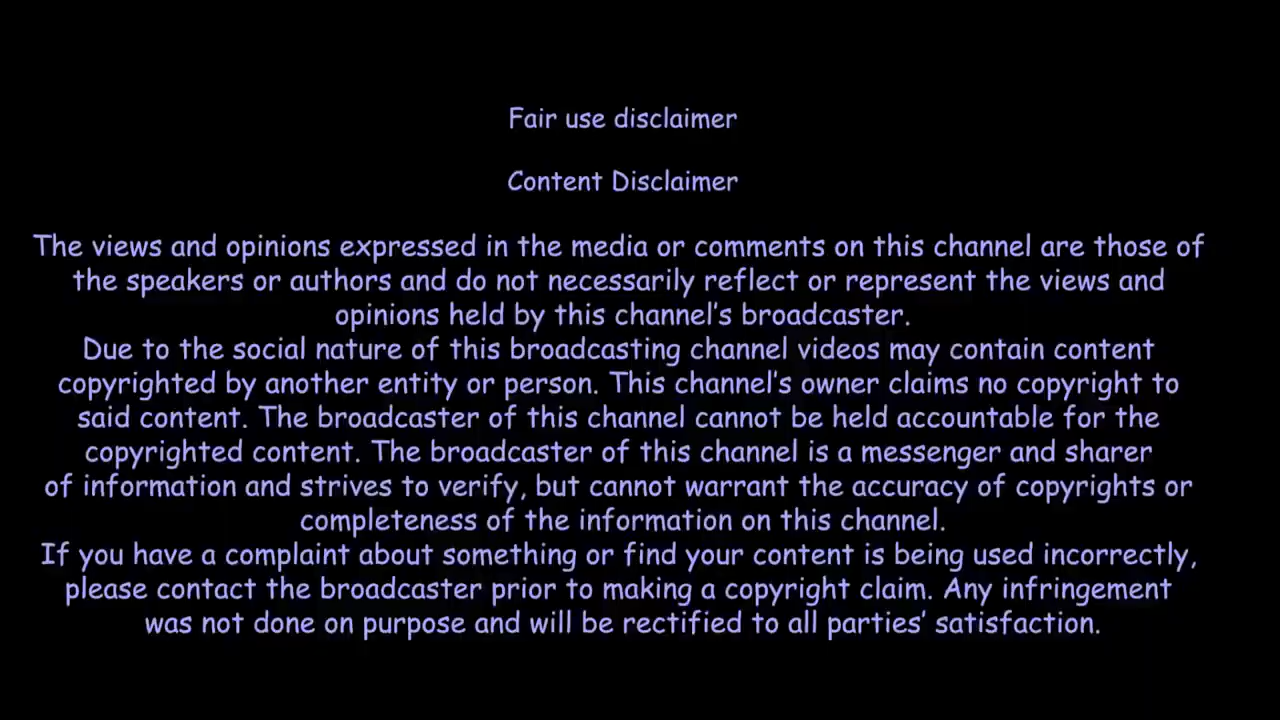 Fair use disclaimer
Content Disclaimer
The views and opinions expressed in the media or comments on this channel are those of
the speakers or authors and do not necessarily reflect or represent the views and
opinions held by this channel’s broadcaster.
Due to the social nature of this broadcasting channel videos may contain content
copyrighted by another entity or person. This channel’s owner claims no copyright to
said content. The broadcaster of this channel cannot be held accountable for the
copyrighted content. The broadcaster of this channel is a messenger and sharer
of information and strives to verify, but cannot warrant the accuracy of copyrights or
completeness of the information on this channel.
If you have a complaint about something or find your content is being used incorrectly,
please contact the broadcaster prior to making a copyright claim. Any infringement
was not done on purpose and will be rectified to all parties’ satisfaction.